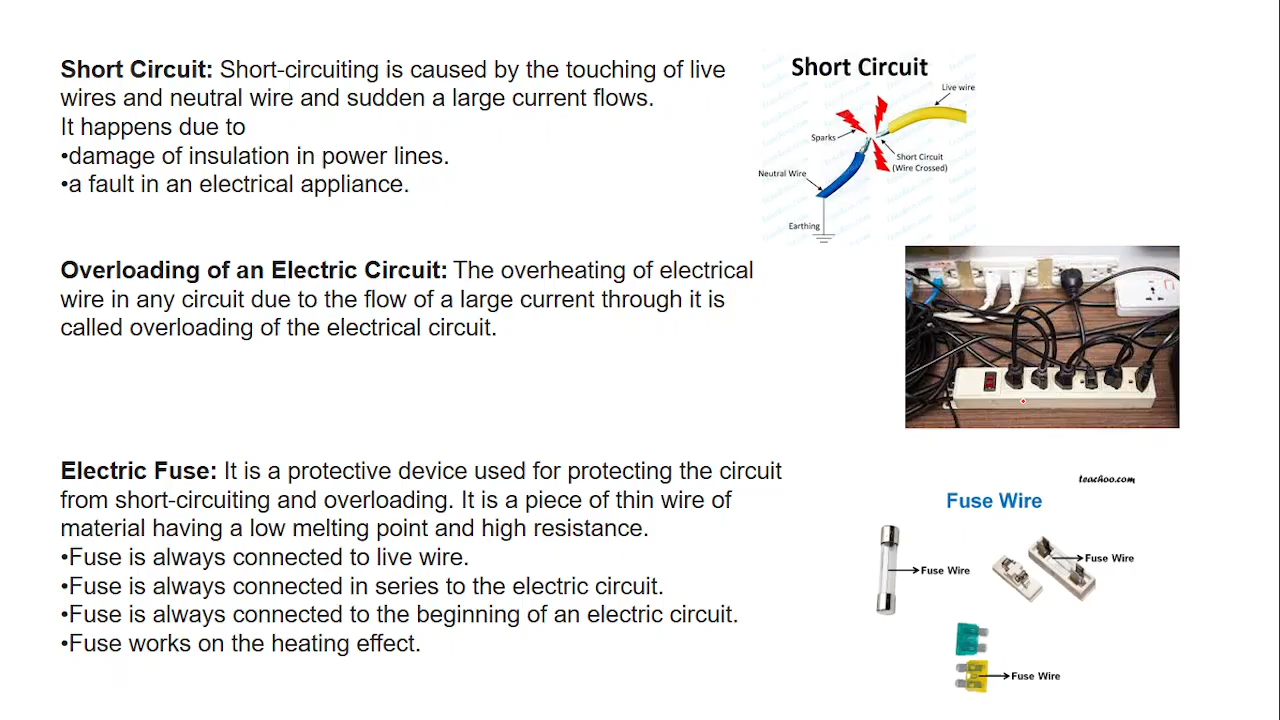 Short Circuit: Short-circuiting is caused by the touching of live
wires and neutral wire and sudden a large current flows.
It happens due to
•damage of insulation in power lines.
•a fault in an electrical appliance.
Short Circuit
Live wire
Sparks
Short Circuit
(Wire Crossed)
Neutral Wire
Earthing
Overloading of an Electric Circuit: The overheating of electrical
wire in any circuit due to the flow of a large current through it is
called overloading of the electrical circuit.
Electric Fuse: It is a protective device used for protecting the circuit
from short-circuiting and overloading. It is a piece of thin wire of
material having a low melting point and high resistance.
•Fuse is always connected to live wire.
•Fuse is always connected in series to the electric circuit.
•Fuse is always connected to the beginning of an electric circuit.
•Fuse works on the heating effect.
teachoo.com
Fuse Wire
Fuse Wire
Fuse Wire
Fuse Wire